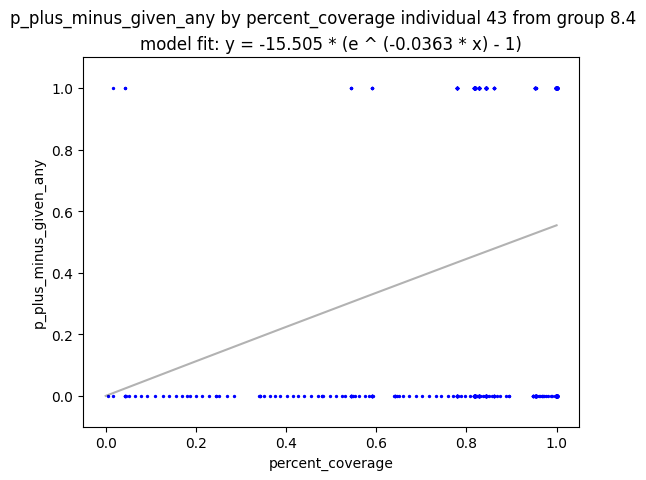 p_plus_minus_given_any by percent_coverage individual 43 from group 8.4
model fit: y = -15.505 * (e ^ (-0.0363 * x) - 1)
p_plus_minus_given_any
1.0
0.8
0.6
0.4
0.2
0.0
0.0 0.2 0.4 0.6 0.8 1.0
percent_coverage